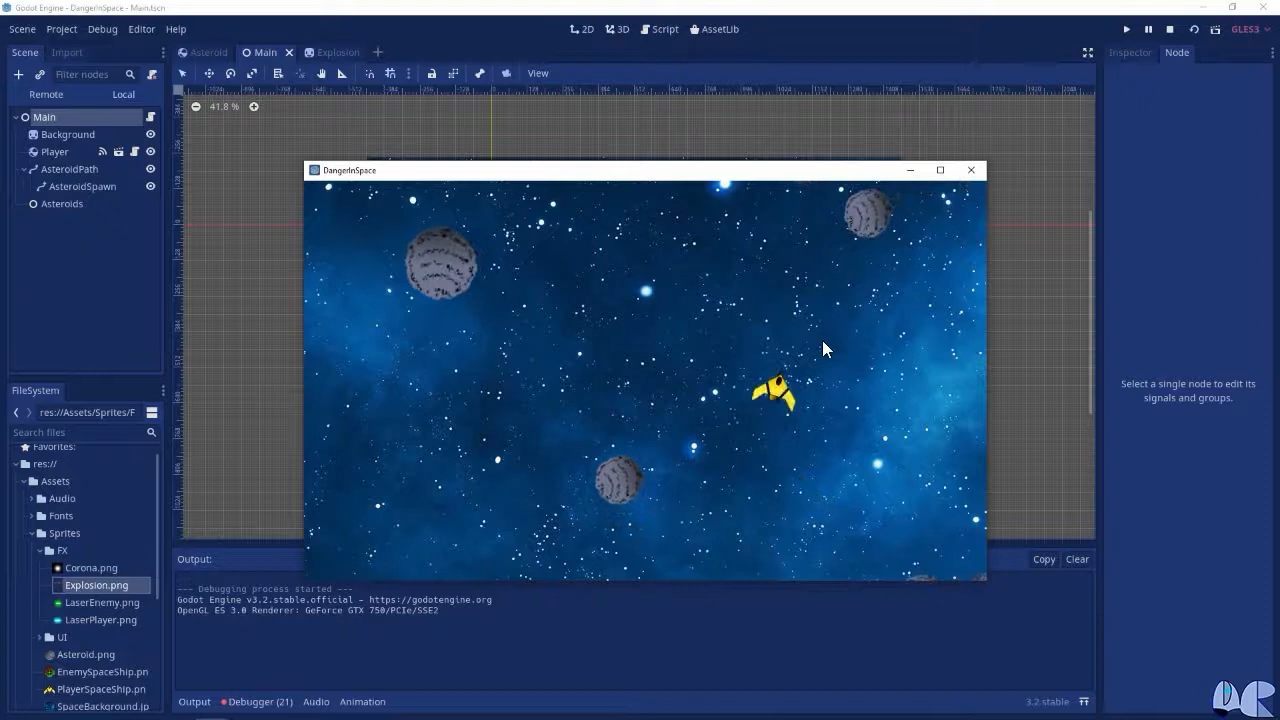 Godot Engine - DangerInSpace - Main.tscn
Scene Project Debug Editor Help
2D 3D Script AssetLib
GLES3
Scene Import
Asteroid Main Explosion
Inspector Node
Filter nodes
View
Remote Local
41.8 %
Main
Background
Player
AsteroidPath
AsteroidSpawn
Asteroids
DangerInSpace
Select a single node to edit its
signals and groups.
FileSystem
res://Assets/Sprites/F
Search files
Favorites:
res://
Assets
Audio
Fonts
Sprites
FX
Corona.png
Explosion.png
LaserEnemy.png
LaserPlayer.png
UI
Asteroid.png
EnemySpaceShip.pn
PlayerSpaceShip.pn
SpaceBackground.jp
Output:
Copy Clear
--- Debugging process started ---
Godot Engine v3.2.stable.official - https://godotengine.org
OpenGL ES 3.0 Renderer: GeForce GTX 750/PCIe/SSE2
Output Debugger (21) Audio Animation
3.2.stable